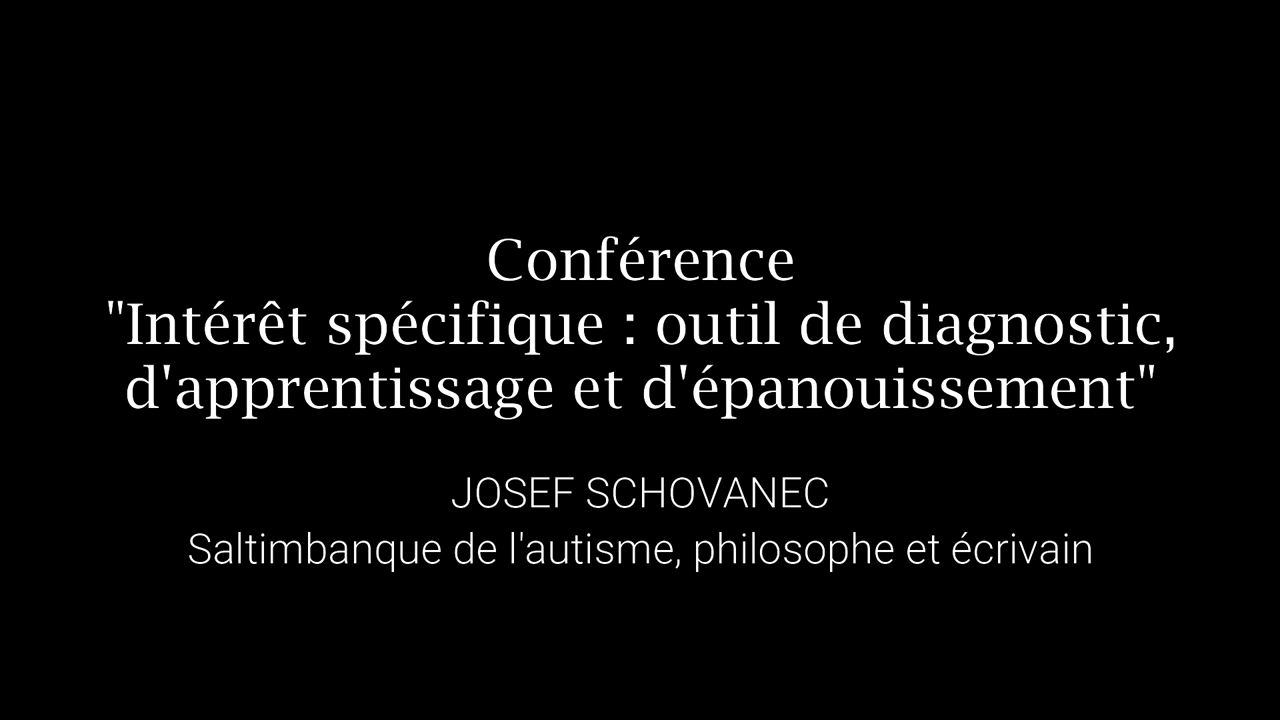 Conférence
"Intérêt spécifique : outil de diagnostic,
d'apprentissage et d'épanouissement"
JOSEF SCHOVANEC
Saltimbanque de l'autisme, philosophe et écrivain